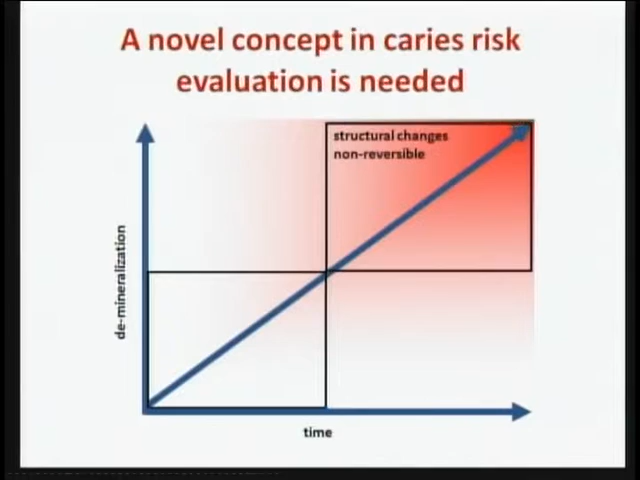 A novel concept in caries risk
evaluation is needed
structural changes
non-reversible
de-mineralization
time